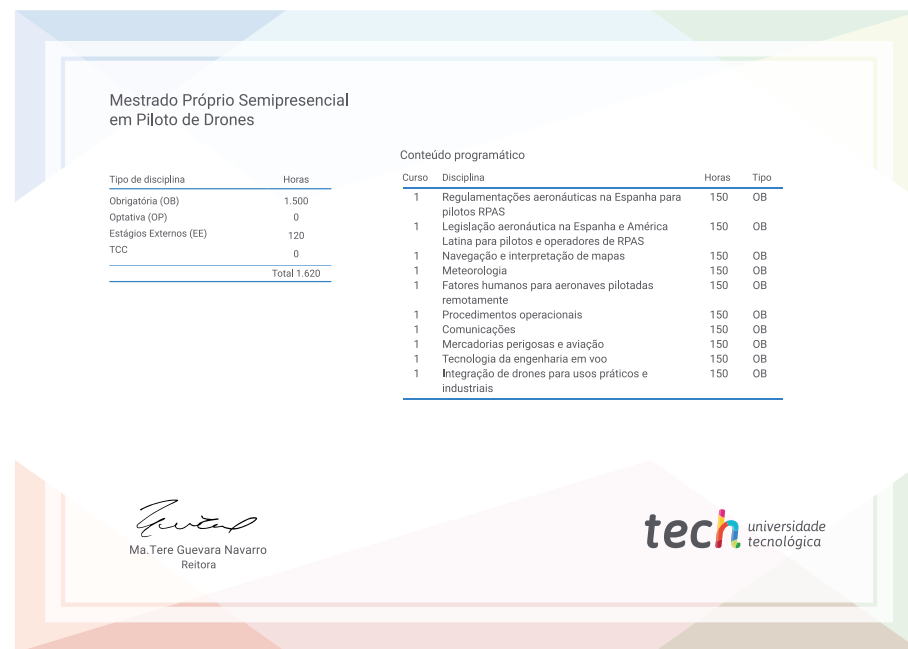 Mestrado Próprio Semipresencial
em Piloto de Drones
Tipo de disciplina Horas
Obrigatória (OB) 1.500
Optativa (OP) 0
Estágios Externos (EE) 120
TCC 0
Total 1.620
Conteúdo programático
Curso Disciplina Horas Tipo
1 Regulamentações aeronáuticas na Espanha para 150 OB
pilotos RPAS
1 Legislação aeronáutica na Espanha e América 150 OB
Latina para pilotos e operadores de RPAS
1 Navegação e interpretação de mapas 150 OB
1 Meteorologia 150 OB
1 Fatores humanos para aeronaves pilotadas 150 OB
remotamente
1 Procedimentos operacionais 150 OB
1 Comunicações 150 OB
1 Mercadorias perigosas e aviação 150 OB
1 Tecnologia da engenharia em voo 150 OB
1 Integração de drones para usos práticos e 150 OB
industriais
Ma.Tere Guevara Navarro
Reitora
tech universidade
tecnológica